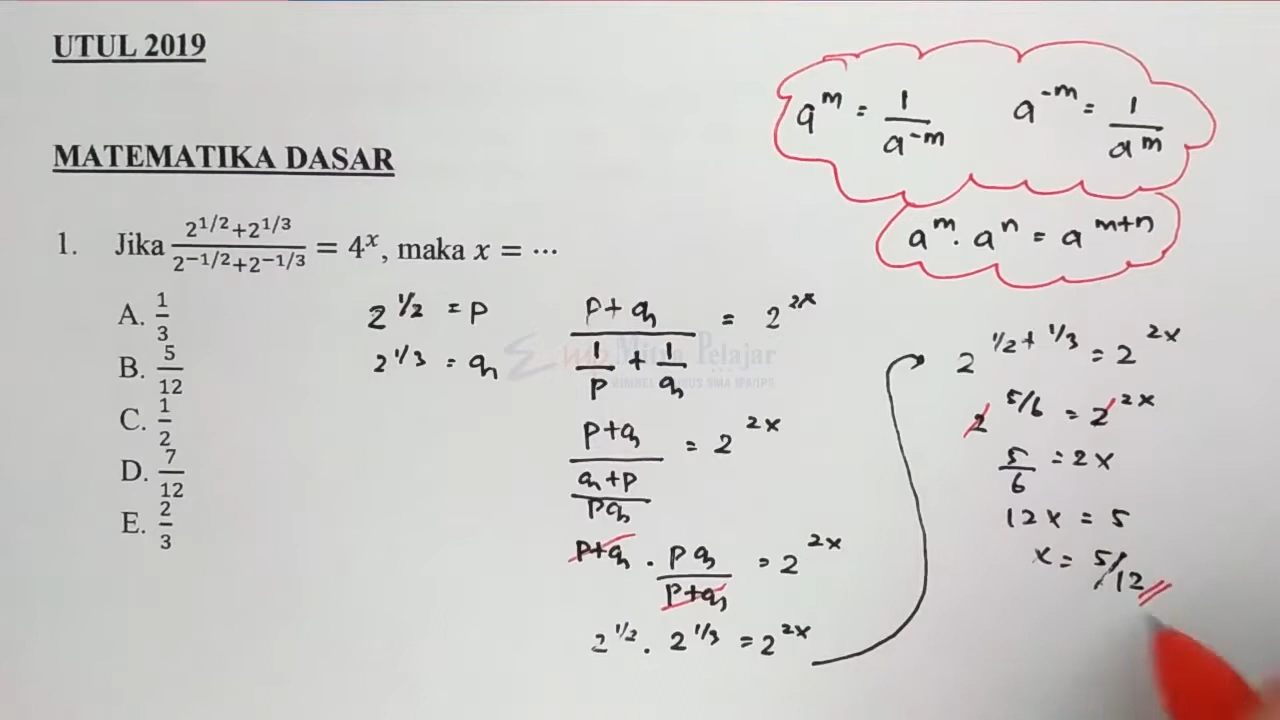 UTUL 2019
MATEMATIKA DASAR
a^m = 1/a^-m
a^-m = 1/a^m
a^m . a^n = a^m+n
1. Jika (2^1/2+2^1/3)/(2^-1/2+2^-1/3) = 4^x, maka x = ⋯
A. 1/3
B. 5/12
C. 1/2
D. 7/12
E. 2/3
2^1/2 = p
2^1/3 = q
(p+q)/(1/p + 1/q) = 2^2x
Mitra Pelajar
(p+q)/((q+p)/pq) = 2^2x
p+q . pq/(p+q) = 2^2x
2^1/2 . 2^1/3 = 2^2x
2^1/2+1/3 = 2^2x
2^5/6 = 2^2x
5/6 = 2x
12x = 5
x = 5/12